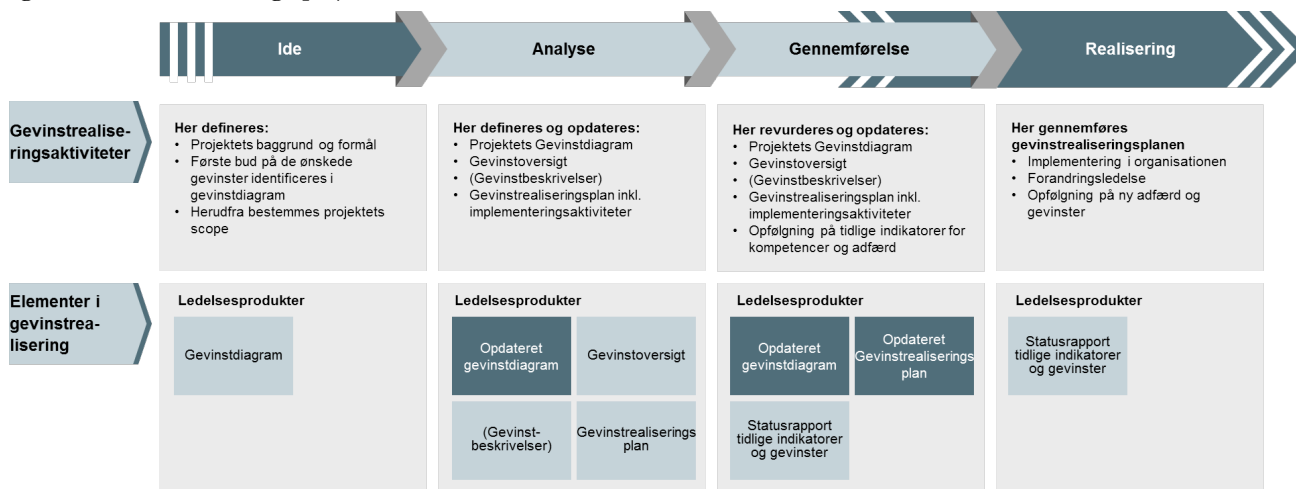 Ide
Analyse
Gennemførelse
Realisering
Gevinstrealise-
ringsaktiviteter
Her defineres:
• Projektets baggrund og formål
• Første bud på de ønskede
gevinster identificeres i
gevinstdiagram
• Herudfra bestemmes projektets
scope
Her defineres og opdateres:
• Projektets Gevinstdiagram
• Gevinstoversigt
• (Gevinstbeskrivelser)
• Gevinstrealiseringsplan inkl.
implementeringsaktiviteter
Her revurderes og opdateres:
• Projektets Gevinstdiagram
• Gevinstoversigt
• (Gevinstbeskrivelser)
• Gevinstrealiseringsplan inkl.
implementeringsaktiviteter
• Opfølgning på tidlige indikatorer for
kompetencer og adfærd
Her gennemføres
gevinstrealiseringsplanen
• Implementering i organisationen
• Forandringsledelse
• Opfølgning på ny adfærd og
gevinster
Elementer i
gevinstrea-
lisering
Ledelsesprodukter
Gevinstdiagram
Ledelsesprodukter
Opdateret
gevinstdiagram
Gevinstoversigt
(Gevinst-
beskrivelser)
Gevinstrealiserings
plan
Ledelsesprodukter
Opdateret
gevinstdiagram
Opdateret
Gevinstrealiserings
plan
Statusrapport
tidlige indikatorer
og gevinster
Ledelsesprodukter
Statusrapport
tidlige indikatorer
og gevinster